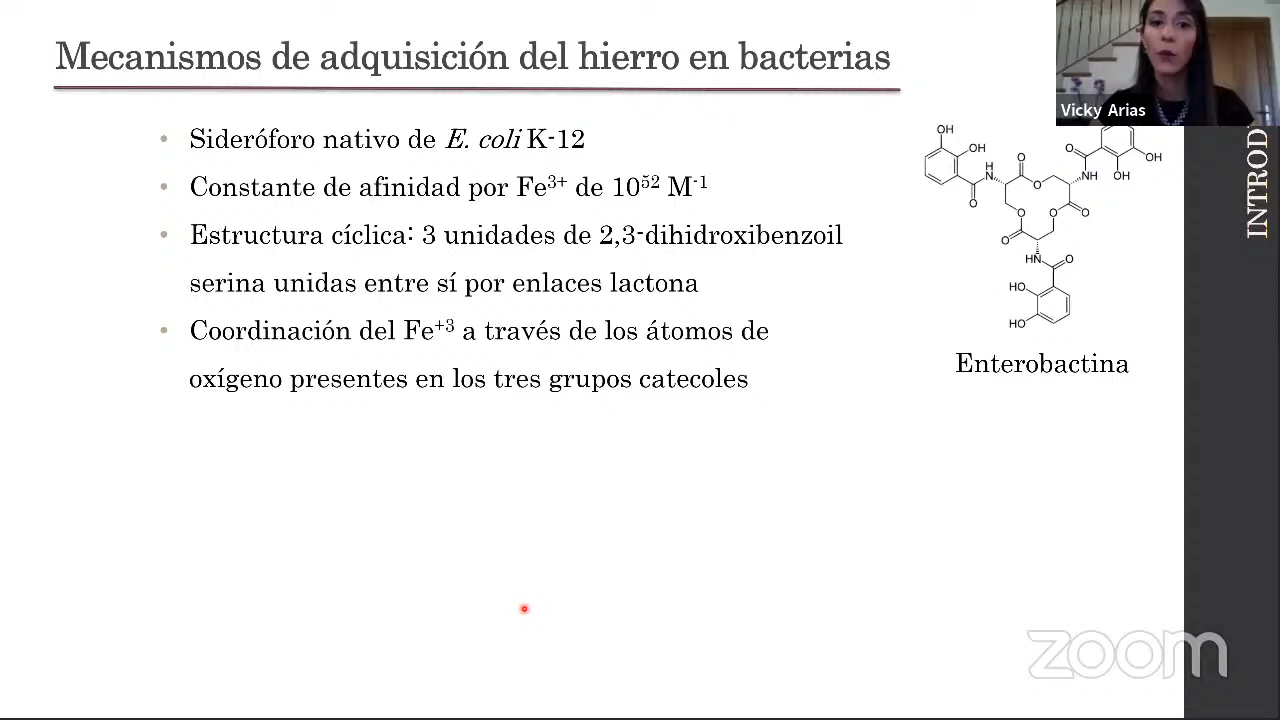 Mecanismos de adquisición del hierro en bacterias
Vicky Arias
INTROD
• Sideróforo nativo de E. coli K-12
• Constante de afinidad por Fe³⁺ de 10⁵² M⁻¹
• Estructura cíclica: 3 unidades de 2,3-dihidroxibenzoil
serina unidas entre sí por enlaces lactona
• Coordinación del Fe⁺³ a través de los átomos de
oxígeno presentes en los tres grupos catecoles
OH
OH
H
N
O
O
O
O
NH
OH
OH
O
O
O
O
O
HN
O
HO
HO
Enterobactina
zoom